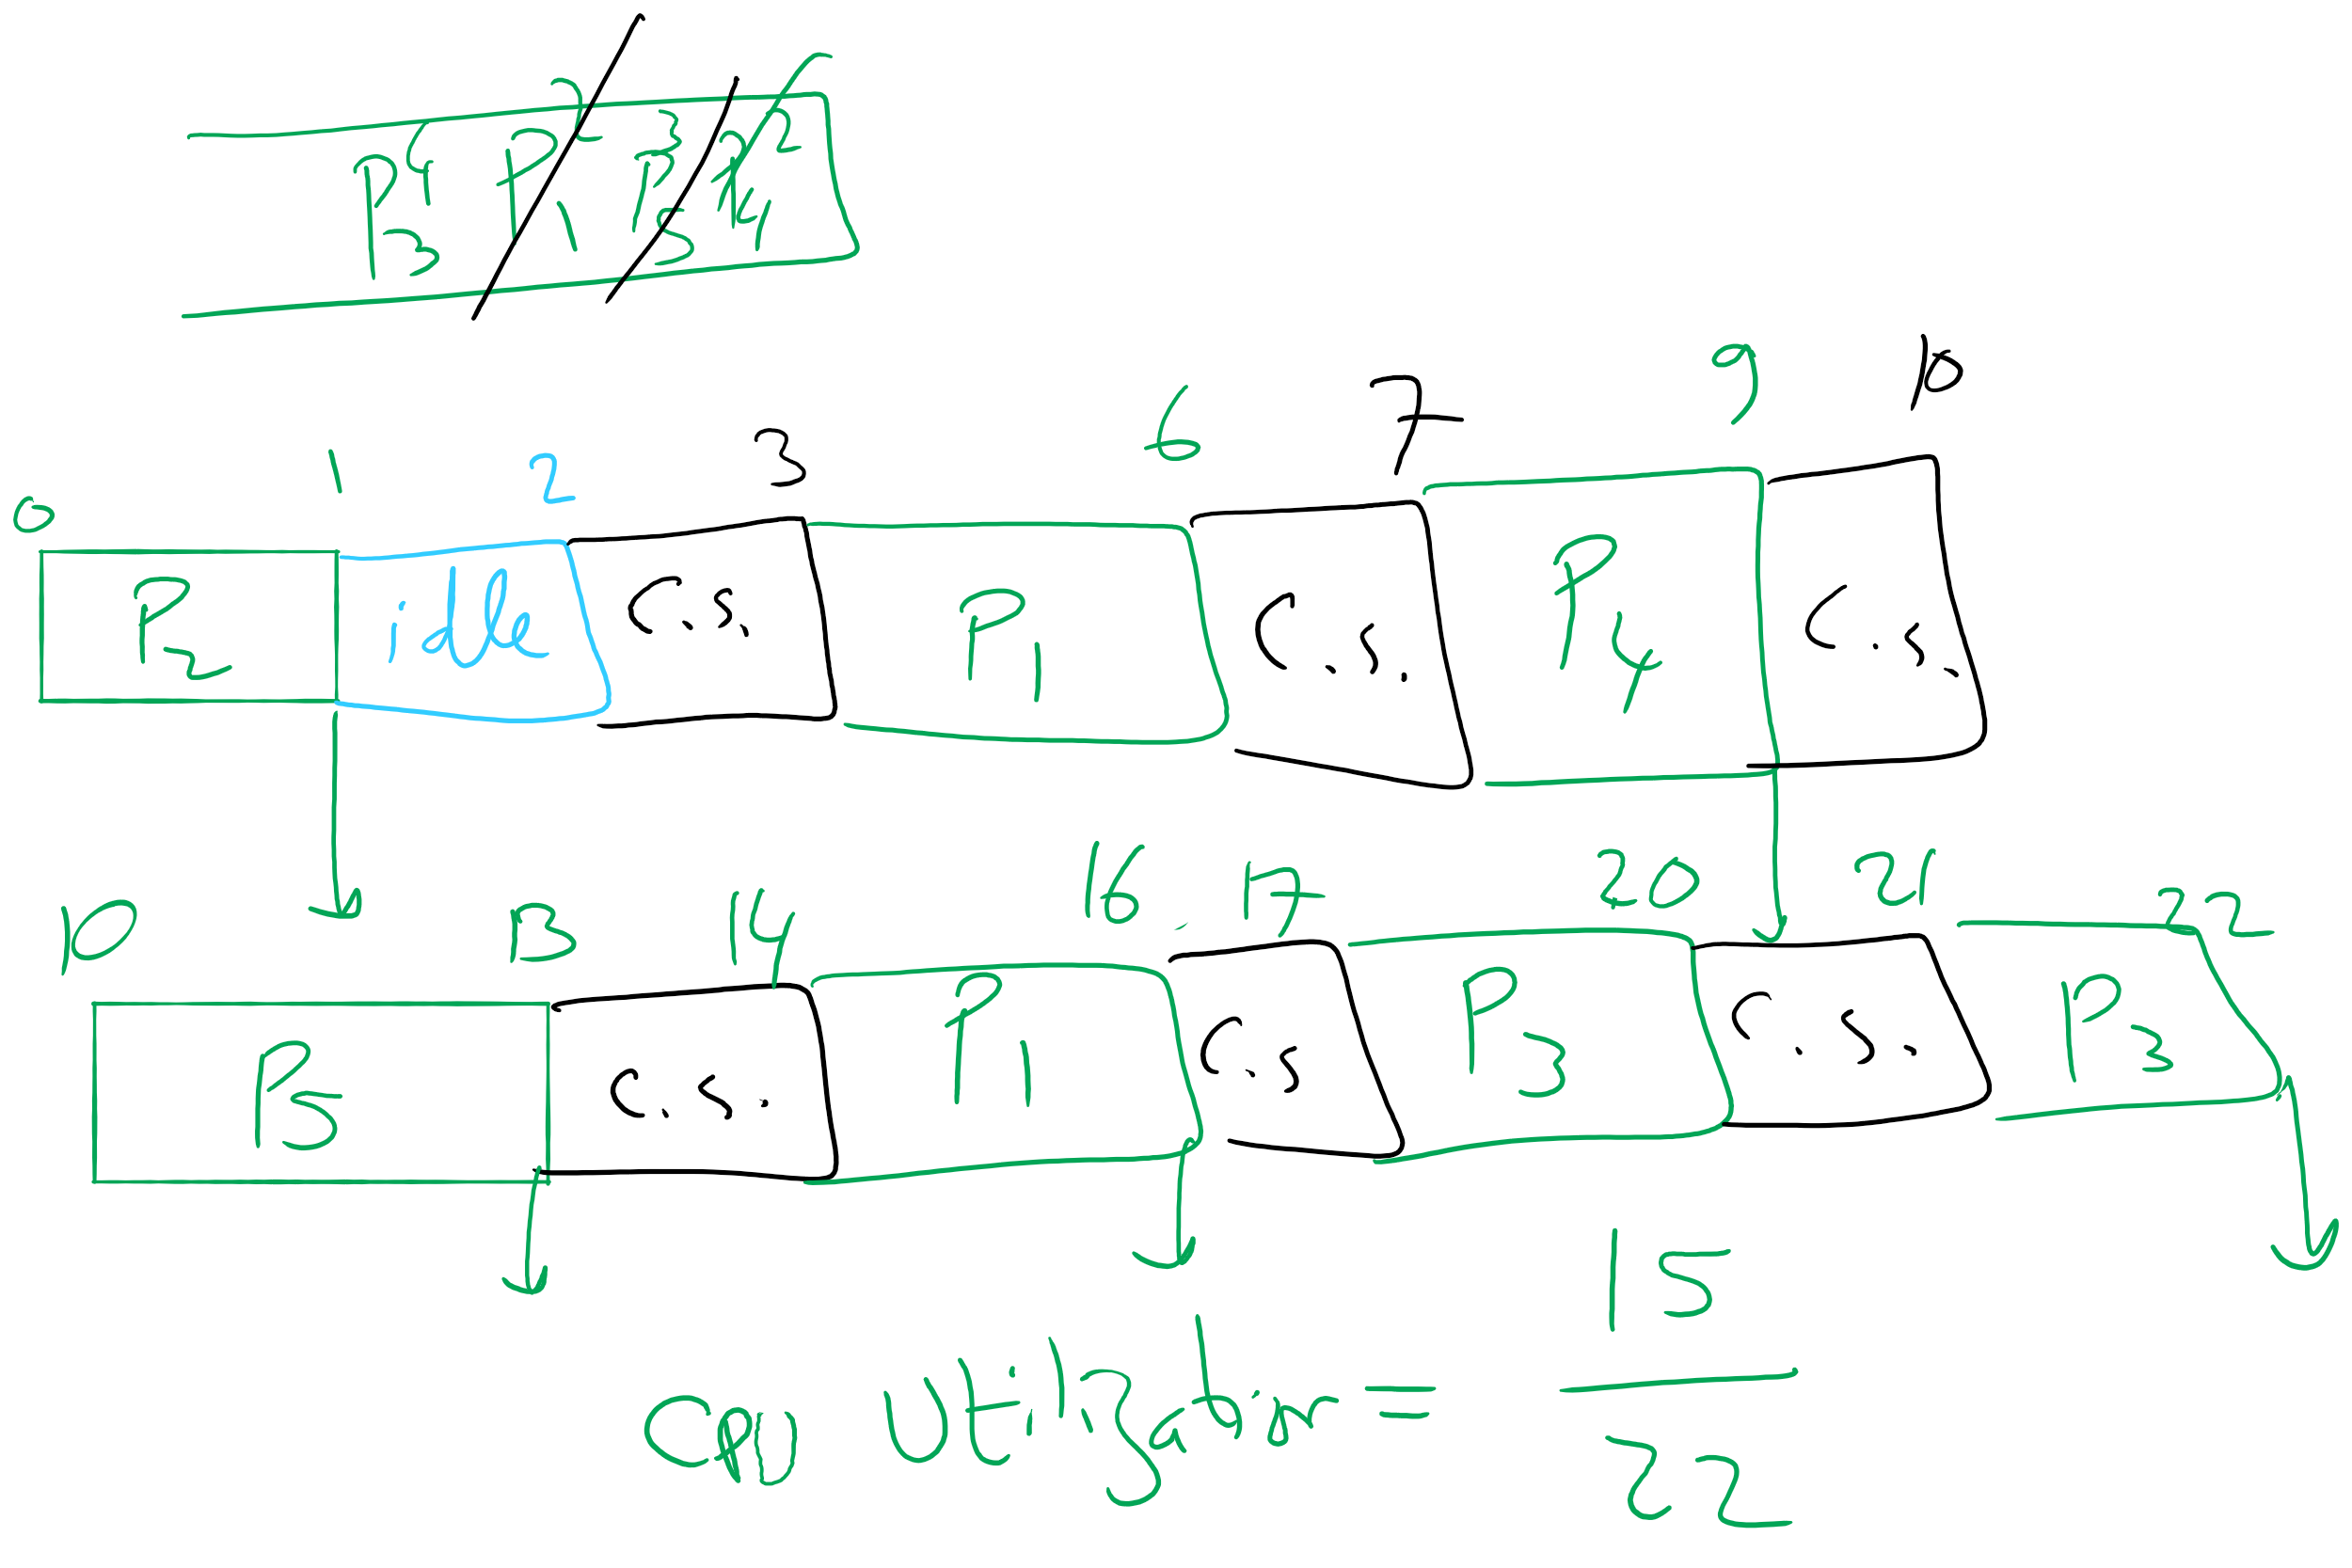 4 2 3 2
P3 P1 P5 P4
0 1 2 3 6 7 9 10
P2 idle C.S. P1 C.S. P4 C.S.
10 13 14 16 17 20 21 22
P5 C.S. P1 C.S. P3 C.S. P3
CPU Utilization = 15
22